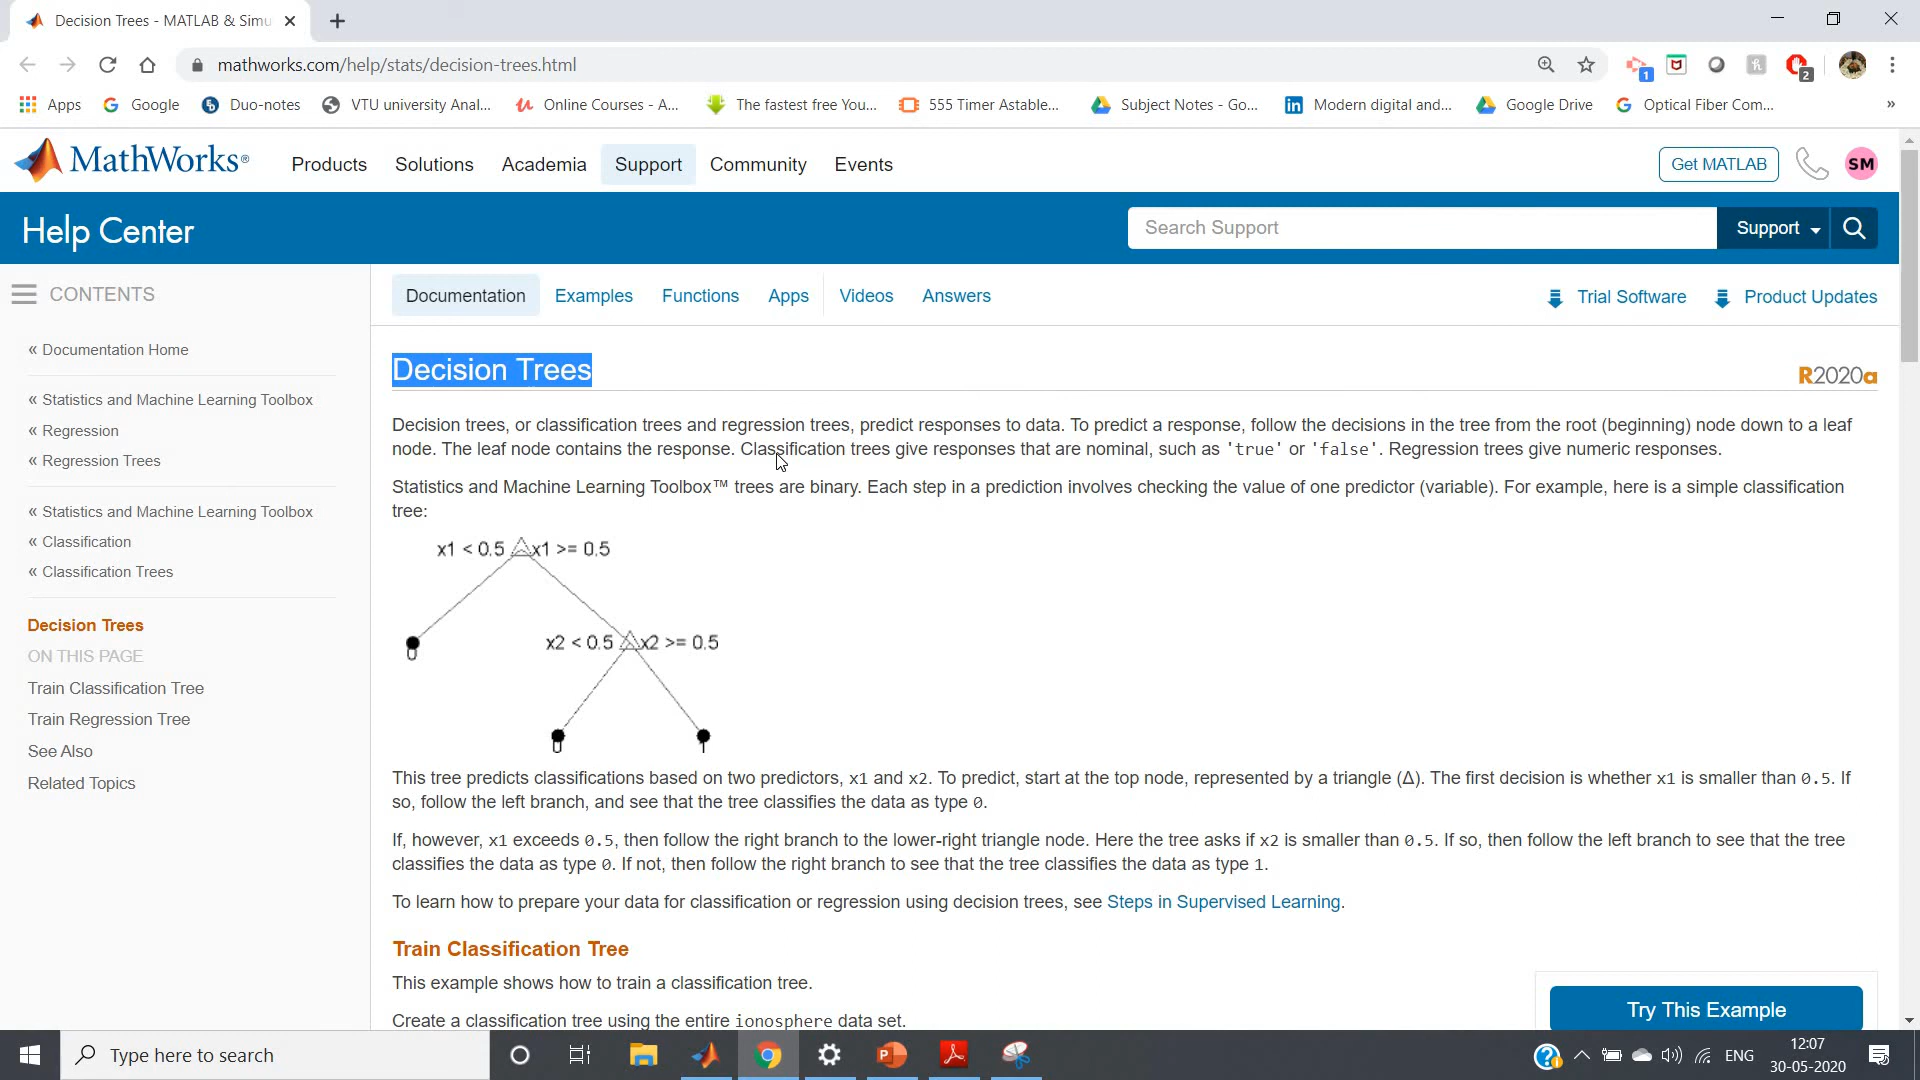 Decision Trees - MATLAB & Simu
mathworks.com/help/stats/decision-trees.html
1
2
Apps
Google
Duo-notes
VTU university Anal...
Online Courses - A...
The fastest free You...
555 Timer Astable...
Subject Notes - Go...
Modern digital and...
Google Drive
Optical Fiber Com...
»
MathWorks®
Products
Solutions
Academia
Support
Community
Events
Get MATLAB
SM
Help Center
Search Support
Support
CONTENTS
Documentation
Examples
Functions
Apps
Videos
Answers
Trial Software
Product Updates
« Documentation Home
« Statistics and Machine Learning Toolbox
« Regression
« Regression Trees
« Statistics and Machine Learning Toolbox
« Classification
« Classification Trees
Decision Trees
ON THIS PAGE
Train Classification Tree
Train Regression Tree
See Also
Related Topics
Decision Trees
R2020a
Decision trees, or classification trees and regression trees, predict responses to data. To predict a response, follow the decisions in the tree from the root (beginning) node down to a leaf
node. The leaf node contains the response. Classification trees give responses that are nominal, such as 'true' or 'false'. Regression trees give numeric responses.
Statistics and Machine Learning Toolbox™ trees are binary. Each step in a prediction involves checking the value of one predictor (variable). For example, here is a simple classification
tree:
x1 < 0.5 x1 >= 0.5
0
x2 < 0.5 x2 >= 0.5
0
1
This tree predicts classifications based on two predictors, x1 and x2. To predict, start at the top node, represented by a triangle (Δ). The first decision is whether x1 is smaller than 0.5. If
so, follow the left branch, and see that the tree classifies the data as type 0.
If, however, x1 exceeds 0.5, then follow the right branch to the lower-right triangle node. Here the tree asks if x2 is smaller than 0.5. If so, then follow the left branch to see that the tree
classifies the data as type 0. If not, then follow the right branch to see that the tree classifies the data as type 1.
To learn how to prepare your data for classification or regression using decision trees, see Steps in Supervised Learning.
Train Classification Tree
This example shows how to train a classification tree.
Try This Example
Create a classification tree using the entire ionosphere data set.
Type here to search
ENG
12:07
30-05-2020